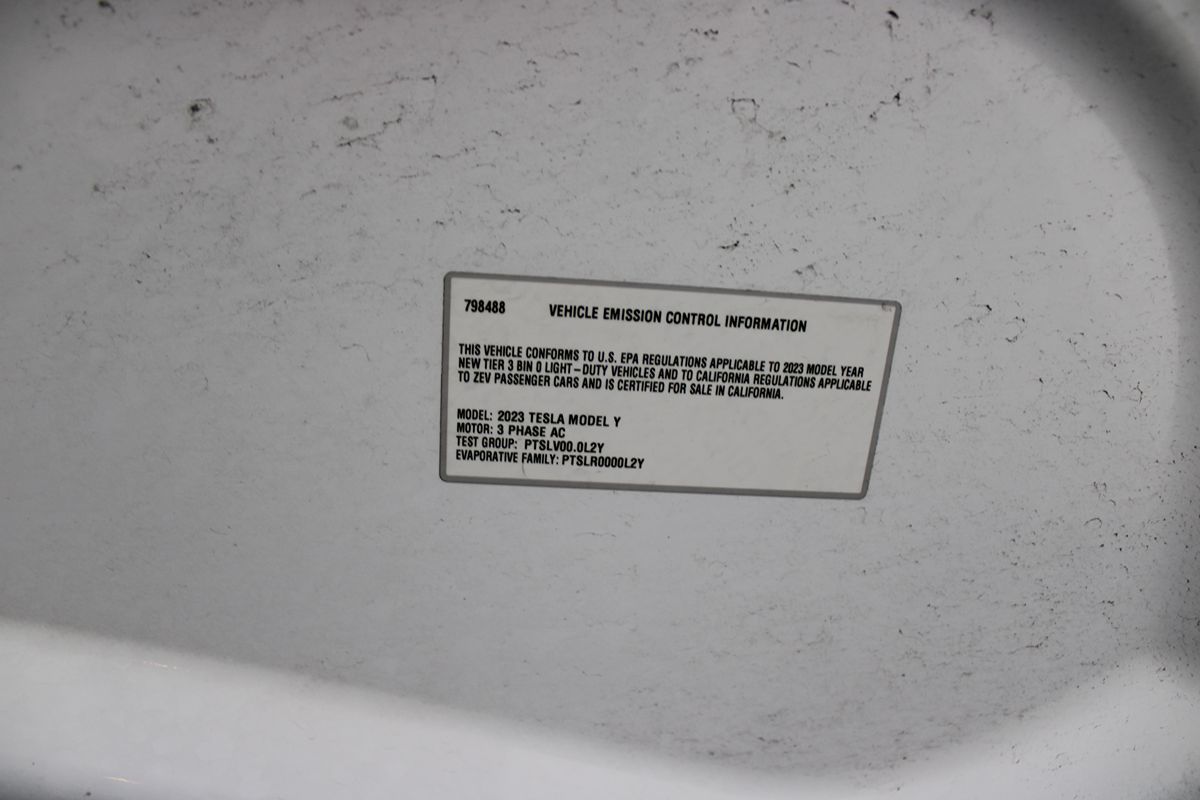 798488 VEHICLE EMISSION CONTROL INFORMATION
THIS VEHICLE CONFORMS TO U.S. EPA REGULATIONS APPLICABLE TO 2023 MODEL YEAR
NEW TIER 3 BIN 0 LIGHT-DUTY VEHICLES AND TO CALIFORNIA REGULATIONS APPLICABLE
TO ZEV PASSENGER CARS AND IS CERTIFIED FOR SALE IN CALIFORNIA.
MODEL: 2023 TESLA MODEL Y
MOTOR: 3 PHASE AC
TEST GROUP: PTSLV00.0L2Y
EVAPORATIVE FAMILY: PTSLR0000L2Y